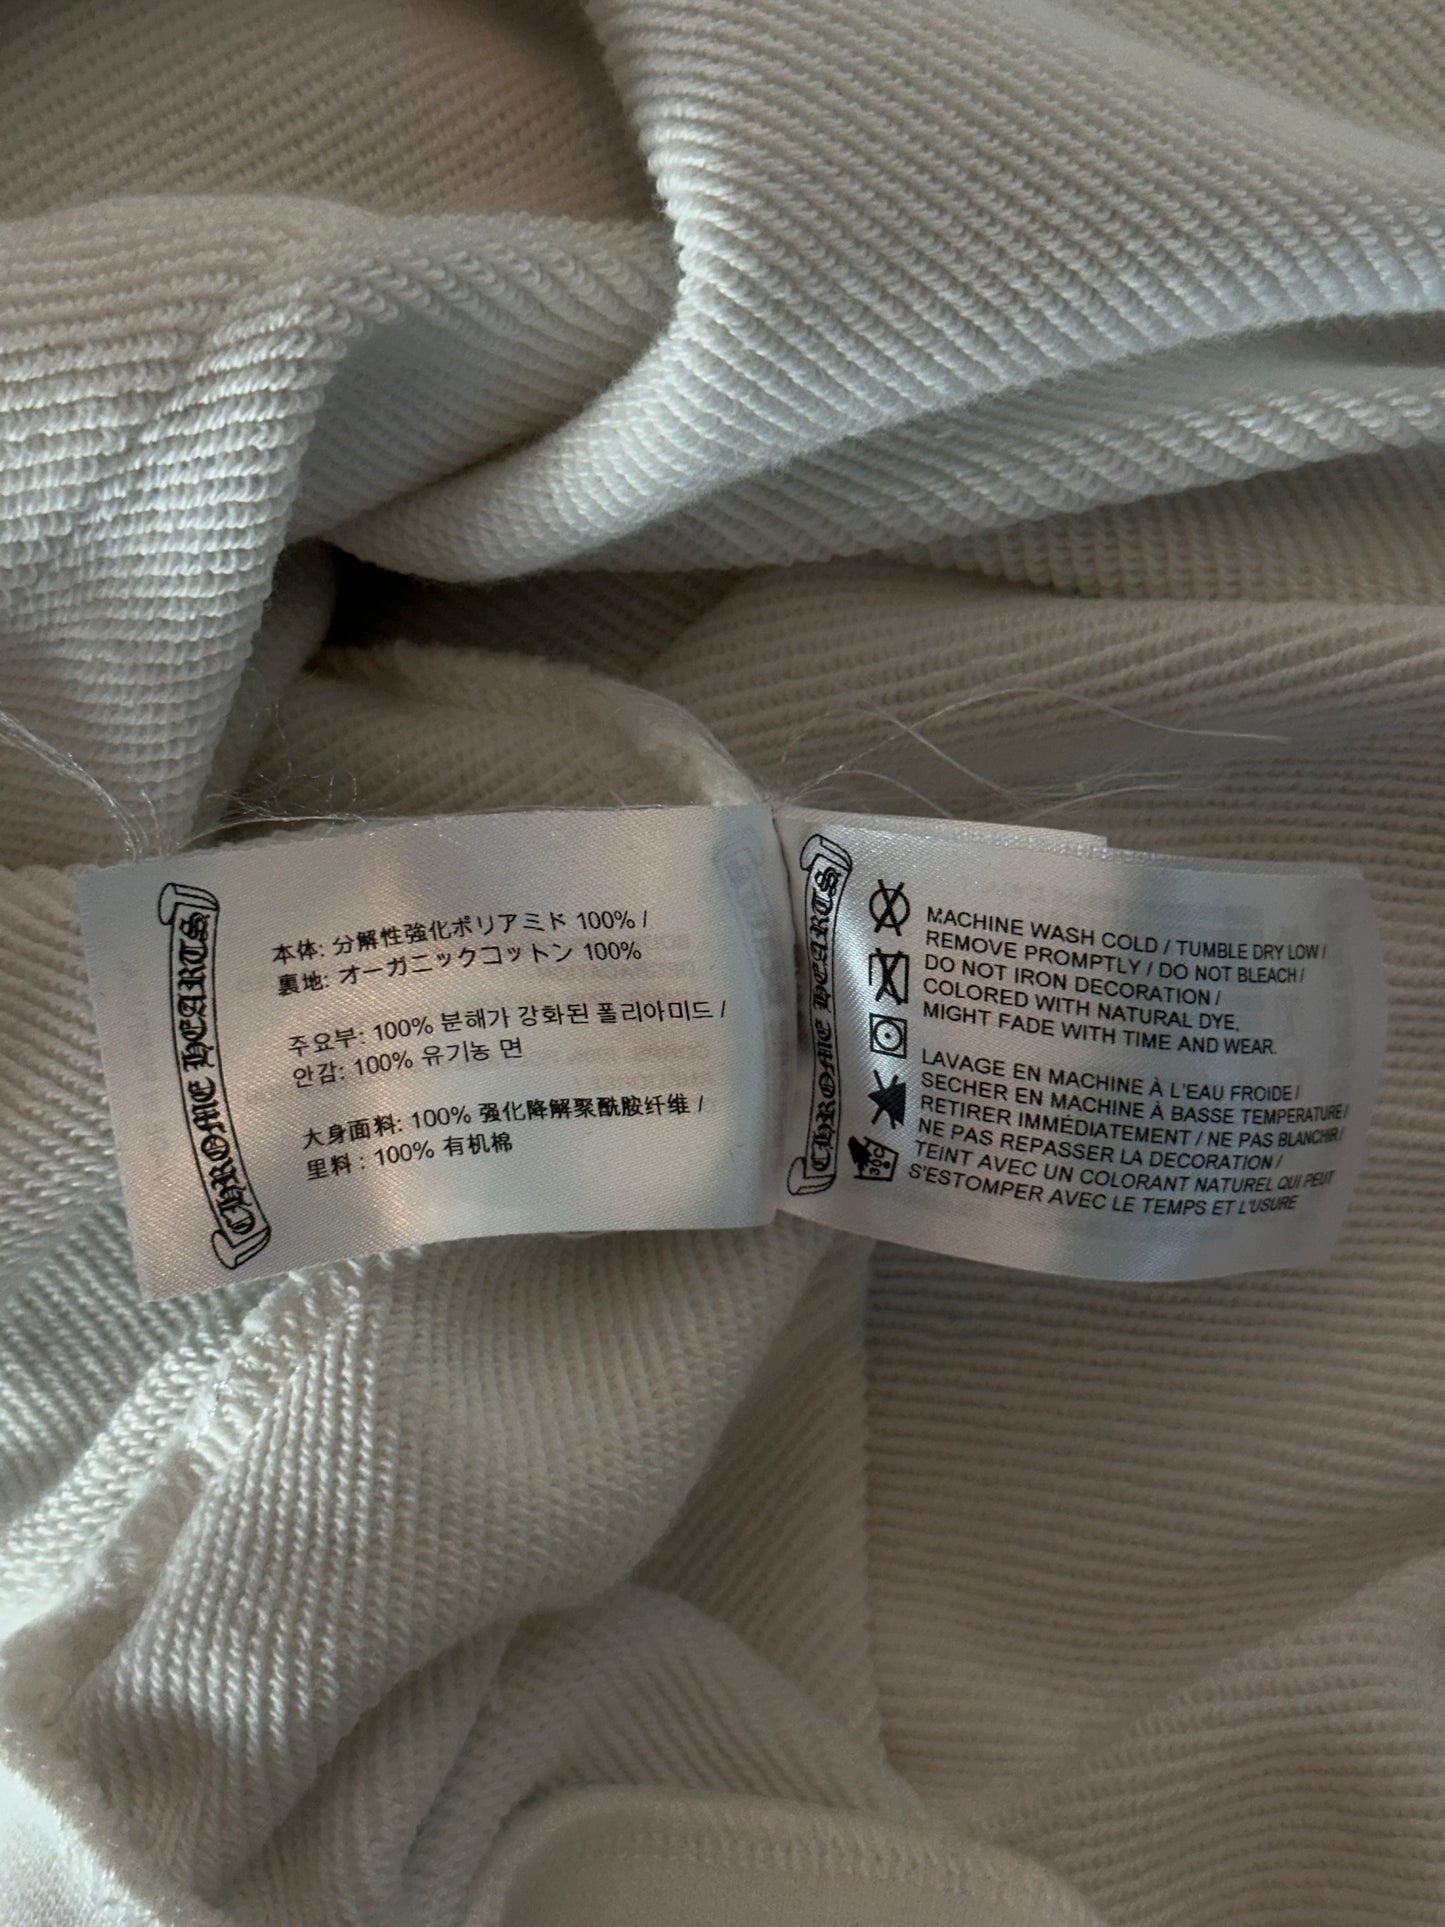 CHROME HEARTS
本体: 分解性強化ポリアミド 100% /
裏地: オーガニックコットン 100%
주요부: 100% 분해가 강화된 폴리아미드 /
안감: 100% 유기농 면
大身面料: 100% 强化降解聚酰胺纤维 /
里料 : 100% 有机棉
CHROME HEARTS
MACHINE WASH COLD / TUMBLE DRY LOW /
REMOVE PROMPTLY / DO NOT BLEACH /
DO NOT IRON DECORATION /
COLORED WITH NATURAL DYE,
MIGHT FADE WITH TIME AND WEAR.
LAVAGE EN MACHINE À L'EAU FROIDE /
SECHER EN MACHINE À BASSE TEMPERATURE /
RETIRER IMMÉDIATEMENT / NE PAS BLANCHIR /
NE PAS REPASSER LA DECORATION /
TEINT AVEC UN COLORANT NATUREL QUI PEUT
S'ESTOMPER AVEC LE TEMPS ET L'USURE
30C